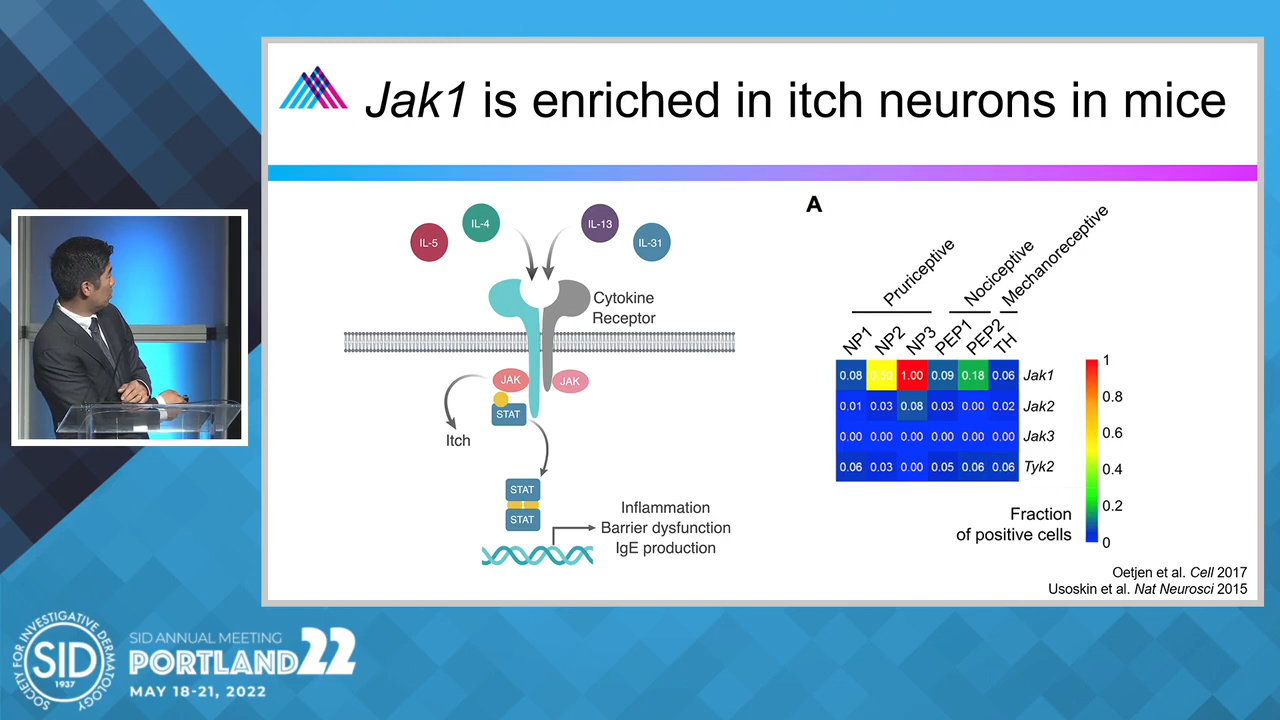 Jak1 is enriched in itch neurons in mice
IL-5
IL-4
IL-13
IL-31
Cytokine
Receptor
JAK
JAK
STAT
Itch
STAT
STAT
Inflammation
Barrier dysfunction
IgE production
A
Pruriceptive
Nociceptive
Mechanoreceptive
NP1 NP2 NP3 PEP1 PEP2 TH
0.08 1.00 0.09 0.18 0.06 Jak1
0.01 0.03 0.08 0.03 0.00 0.02 Jak2
0.00 0.00 0.00 0.00 0.00 0.00 Jak3
0.06 0.03 0.00 0.05 0.06 0.06 Tyk2
1
0.8
0.6
0.4
0.2
0
Fraction
of positive cells
Oetjen et al. Cell 2017
Usoskin et al. Nat Neurosci 2015
SOCIETY FOR INVESTIGATIVE DERMATOLOGY
SID
1937
SID ANNUAL MEETING
PORTLAND 22
MAY 18-21, 2022